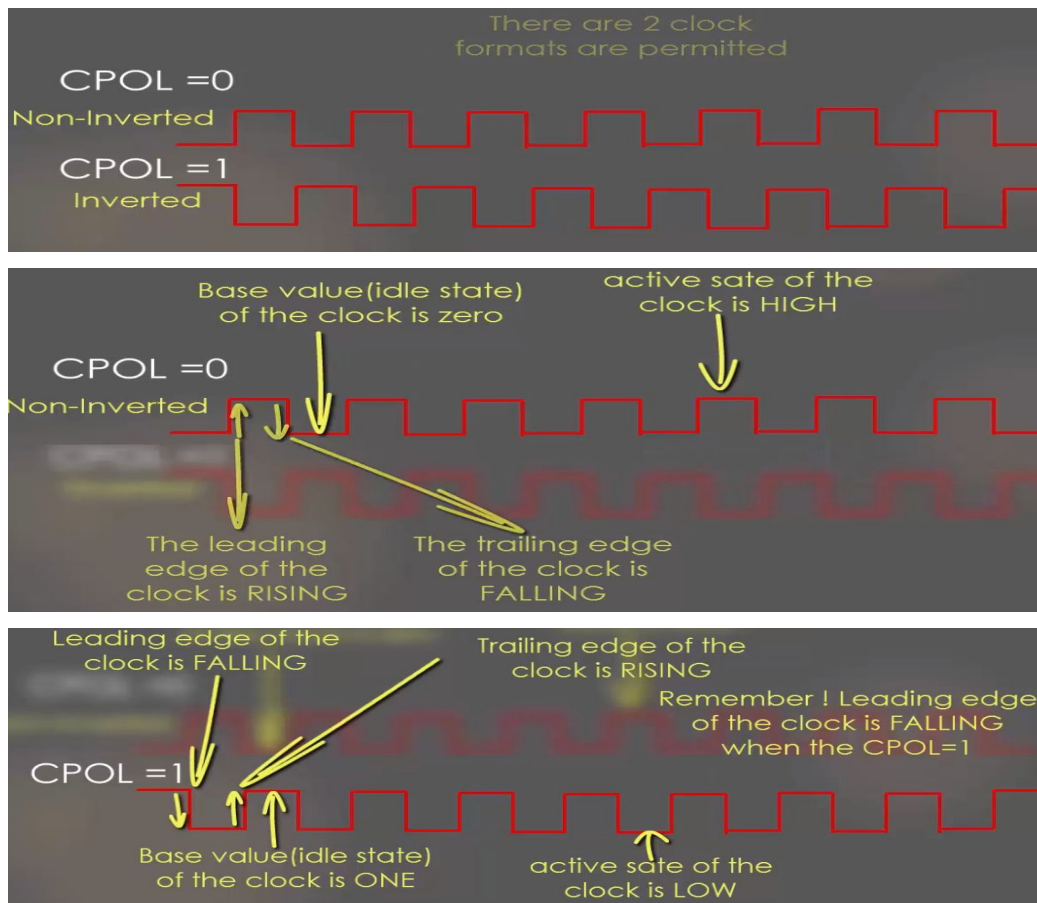 There are 2 clock
formats are permitted
CPOL =0
Non-Inverted
CPOL =1
Inverted
Base value(idle state)
of the clock is zero
active sate of the
clock is HIGH
CPOL =0
Non-Inverted
The leading
edge of the
clock is RISING
The trailing edge
of the clock is
FALLING
Leading edge of the
clock is FALLING
Trailing edge of the
clock is RISING
Remember ! Leading edge
of the clock is FALLING
when the CPOL=1
CPOL =1
Base value(idle state)
of the clock is ONE
active sate of the
clock is LOW